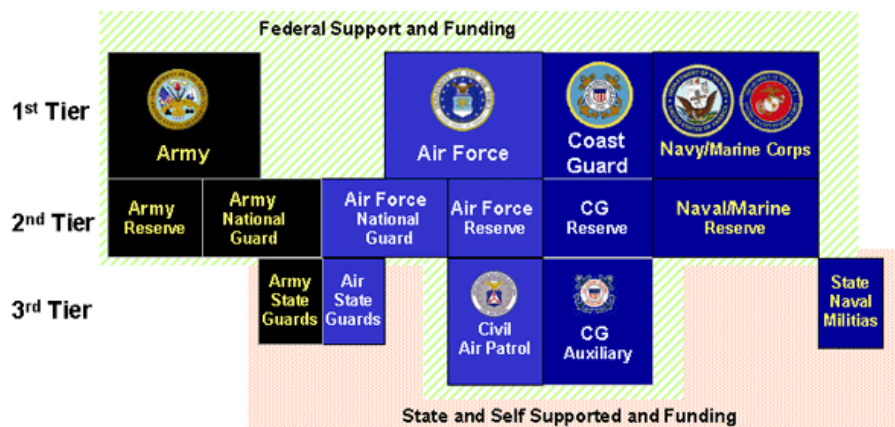 Federal Support and Funding
1st Tier
Army
Air Force
Coast
Guard
Navy/Marine Corps
2nd Tier
Army
Reserve
Army
National
Guard
Air Force
National
Guard
Air Force
Reserve
CG
Reserve
Naval/Marine
Reserve
3rd Tier
Army
State
Guards
Air
State
Guards
Civil
Air Patrol
CG
Auxiliary
State
Naval
Militias
State and Self Supported and Funding